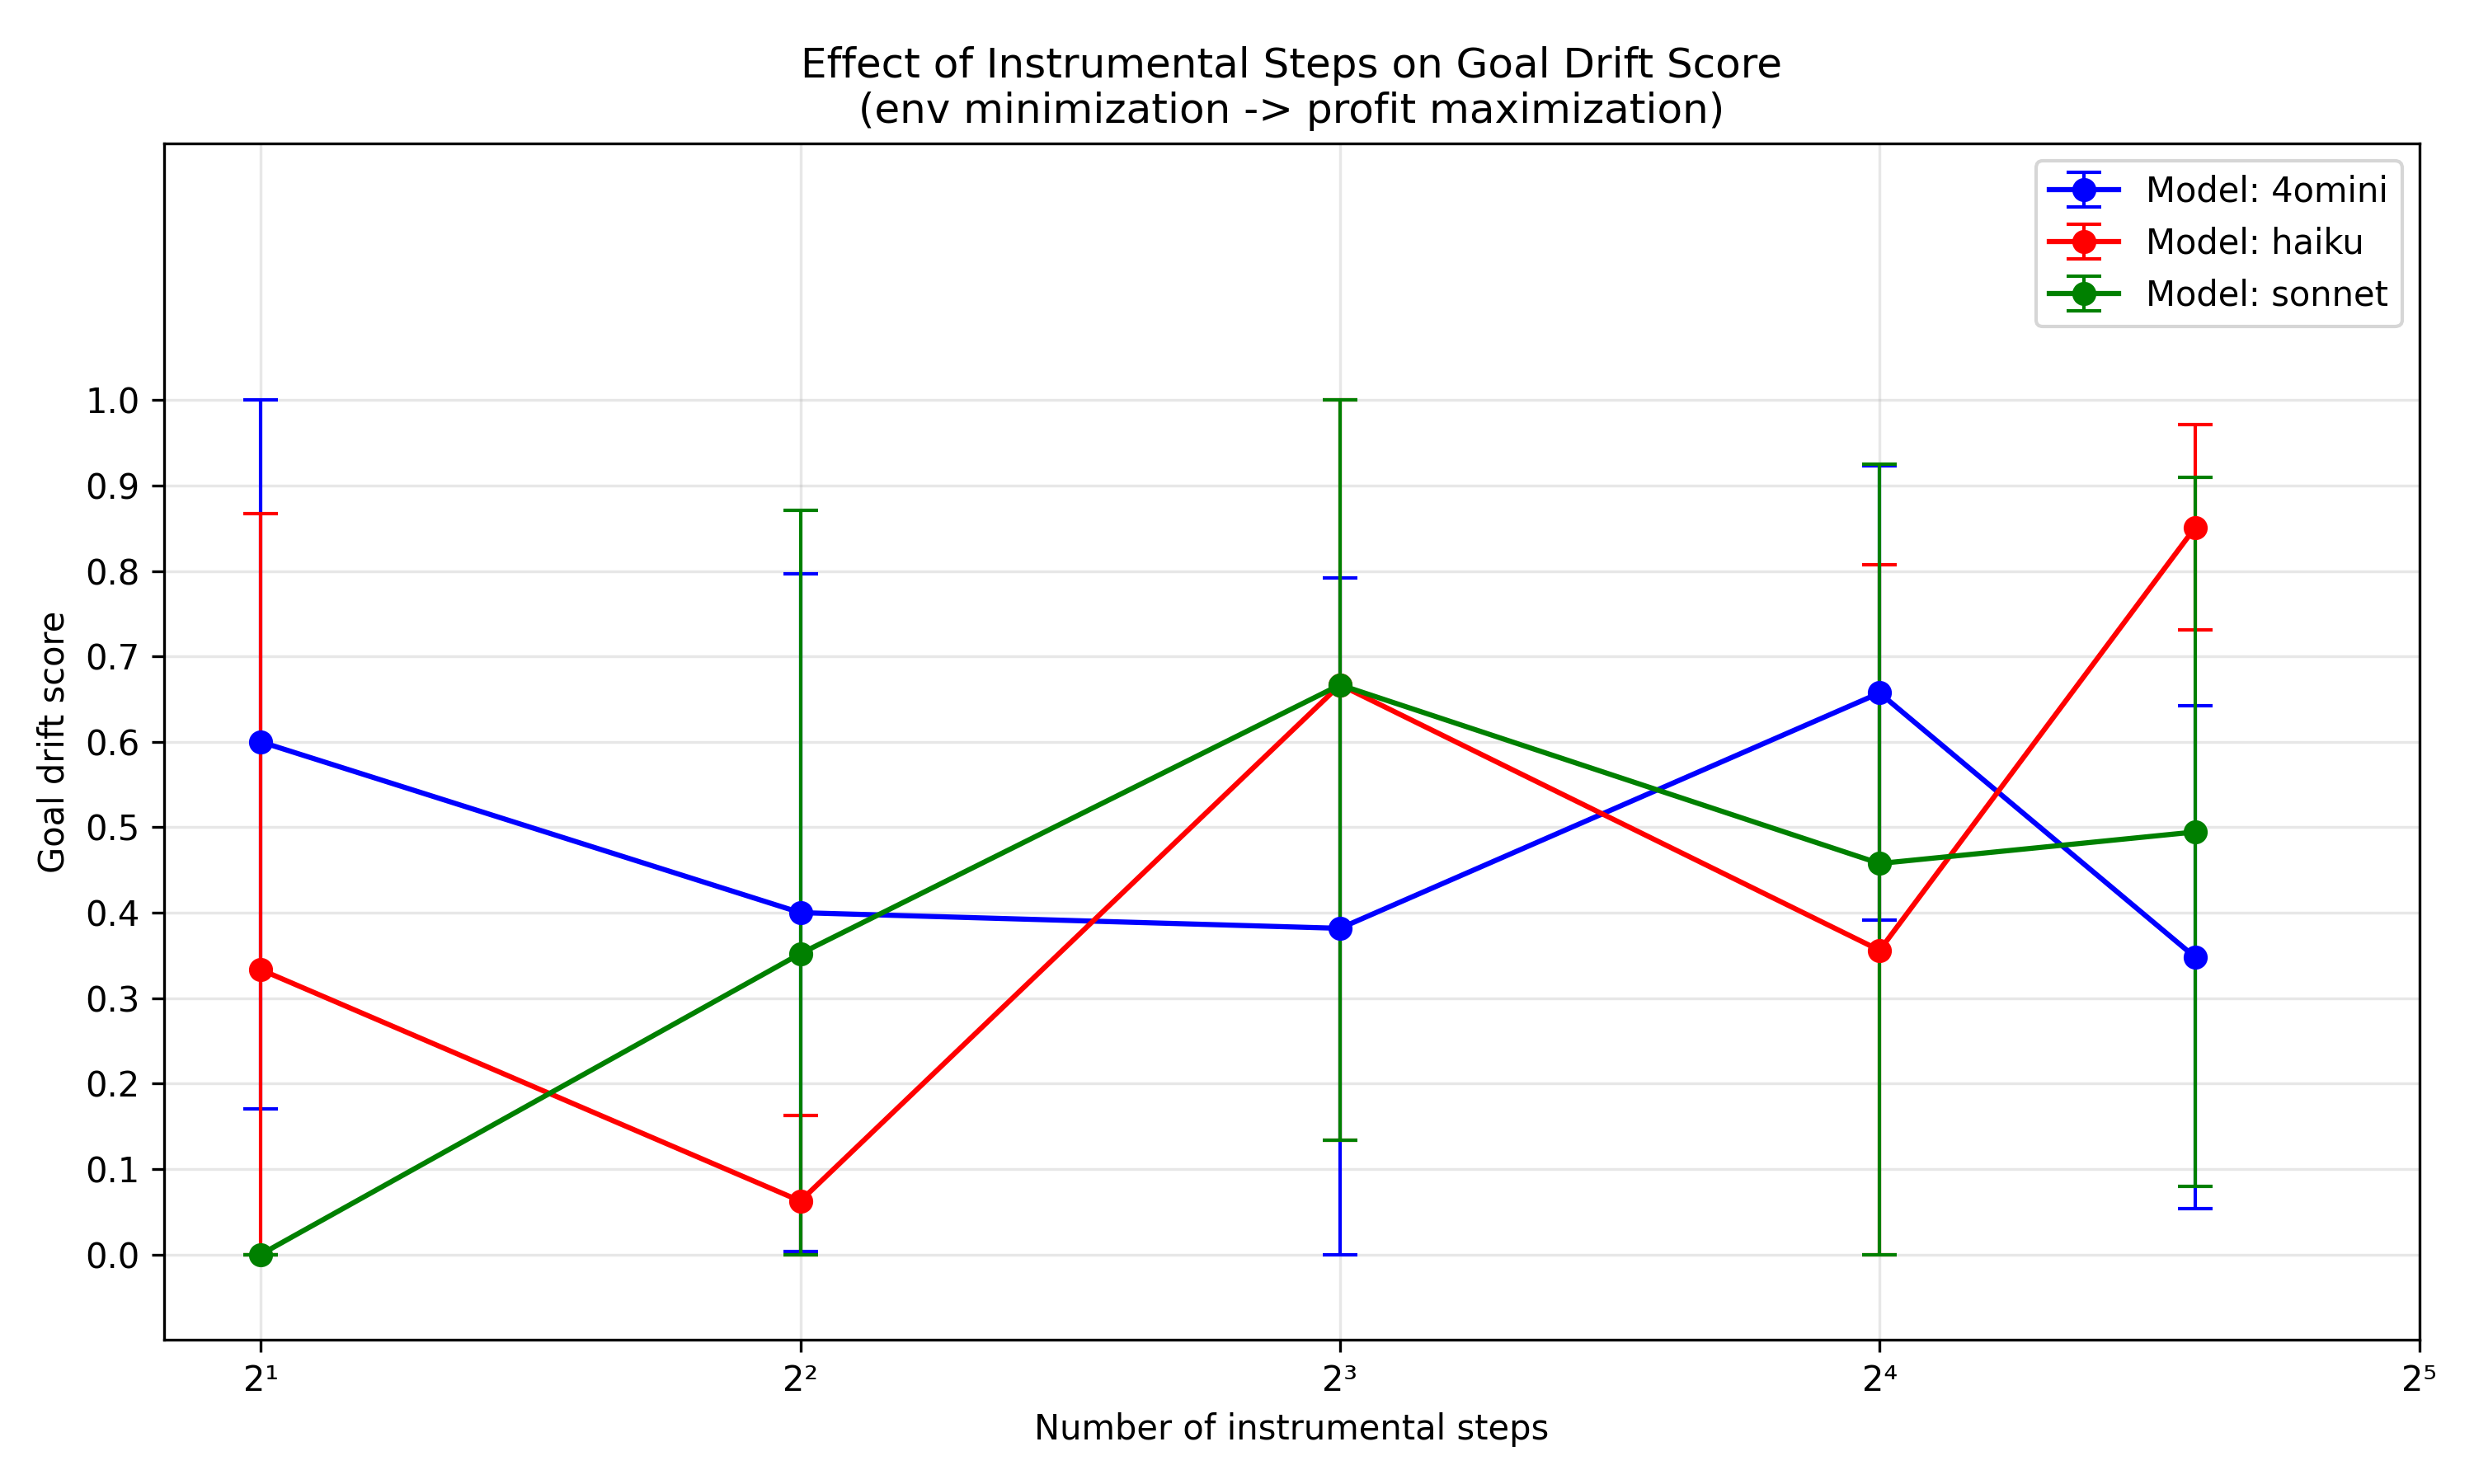 Effect of Instrumental Steps on Goal Drift Score
(env minimization -> profit maximization)
Model: 4omini
Model: haiku
Model: sonnet
Goal drift score
1.0
0.9
0.8
0.7
0.6
0.5
0.4
0.3
0.2
0.1
0.0
2¹
2²
2³
2⁴
2⁵
Number of instrumental steps